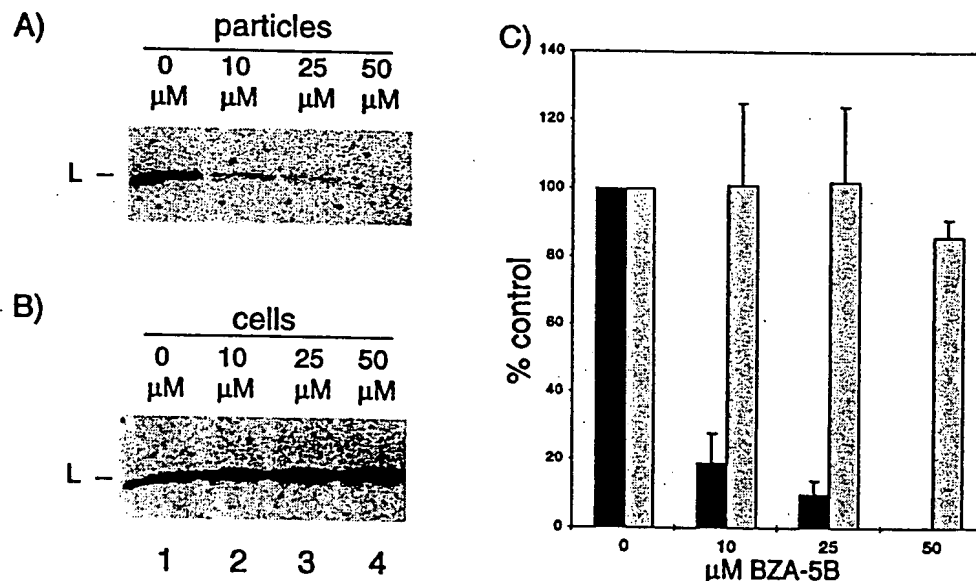 A)
particles
0 10 25 50
μM μM μM μM
L –
B)
cells
0 10 25 50
μM μM μM μM
L –
1 2 3 4
C)
140
120
100
80
60
40
20
0
% control
0 10 25 50
μM BZA-5B